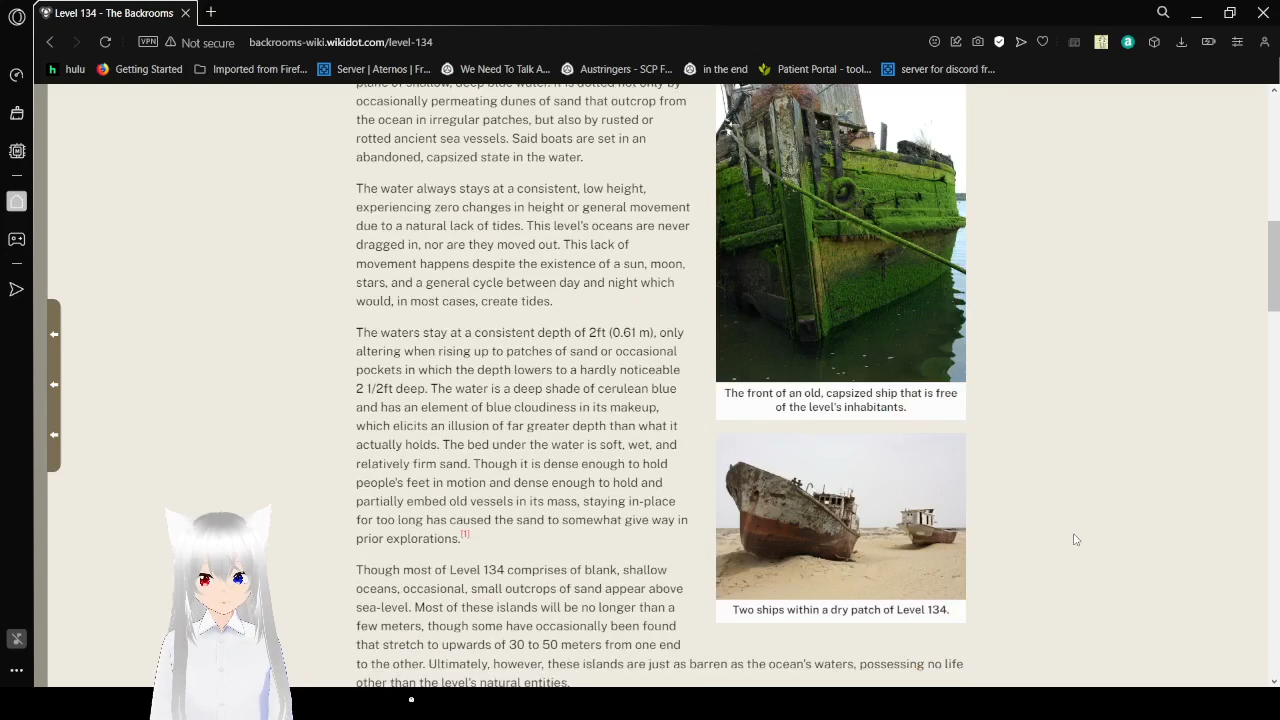 Level 134 - The Backrooms
VPN
Not secure
backrooms-wiki.wikidot.com/level-134
hulu
Getting Started
Imported from Firef...
Server | Aternos | Fr...
We Need To Talk A...
Austringers - SCP F...
in the end
Patient Portal - tool...
server for discord fr...
plane of shallow, deep blue water. It is dotted not only by
occasionally permeating dunes of sand that outcrop from
the ocean in irregular patches, but also by rusted or
rotted ancient sea vessels. Said boats are set in an
abandoned, capsized state in the water.
The water always stays at a consistent, low height,
experiencing zero changes in height or general movement
due to a natural lack of tides. This level's oceans are never
dragged in, nor are they moved out. This lack of
movement happens despite the existence of a sun, moon,
stars, and a general cycle between day and night which
would, in most cases, create tides.
The waters stay at a consistent depth of 2ft (0.61 m), only
altering when rising up to patches of sand or occasional
pockets in which the depth lowers to a hardly noticeable
2 1/2ft deep. The water is a deep shade of cerulean blue
and has an element of blue cloudiness in its makeup,
which elicits an illusion of far greater depth than what it
actually holds. The bed under the water is soft, wet, and
relatively firm sand. Though it is dense enough to hold
people's feet in motion and dense enough to hold and
partially embed old vessels in its mass, staying in-place
for too long has caused the sand to somewhat give way in
prior explorations.[1]
Though most of Level 134 comprises of blank, shallow
oceans, occasional, small outcrops of sand appear above
sea-level. Most of these islands will be no longer than a
few meters, though some have occasionally been found
that stretch to upwards of 30 to 50 meters from one end
to the other. Ultimately, however, these islands are just as barren as the ocean's waters, possessing no life
other than the level's natural entities.
The front of an old, capsized ship that is free
of the level's inhabitants.
Two ships within a dry patch of Level 134.